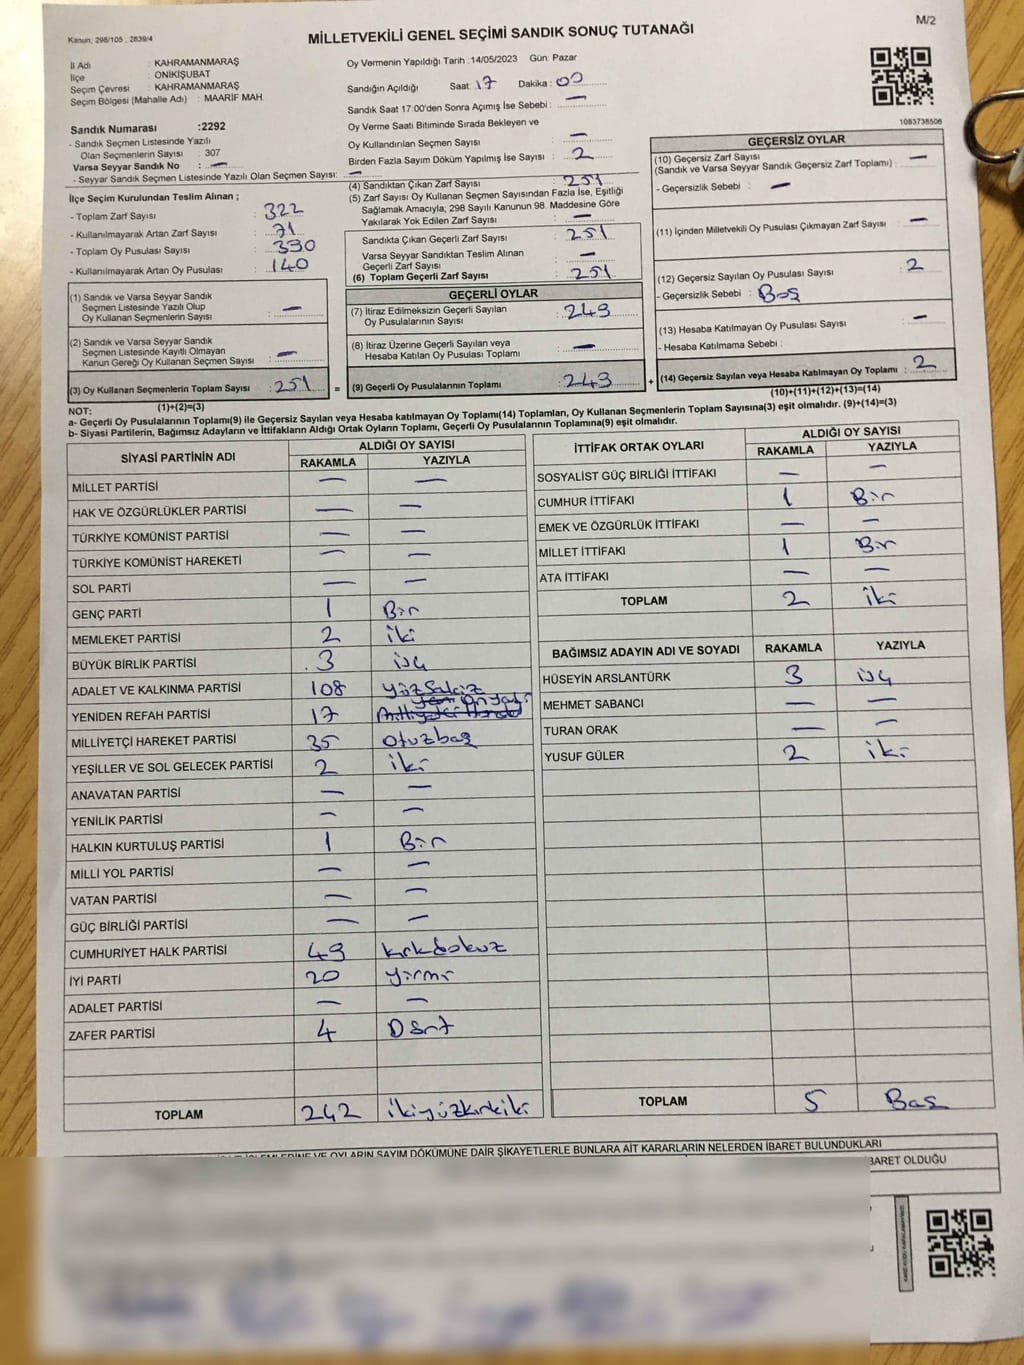 M/2
Kanun; 298/105 , 2839/4
MİLLETVEKİLİ GENEL SEÇİMİ SANDIK SONUÇ TUTANAĞI
İl Adı : KAHRAMANMARAŞ
İlçe : ONİKİŞUBAT
Seçim Çevresi : KAHRAMANMARAŞ
Seçim Bölgesi (Mahalle Adı) : MAARİF MAH.
Sandık Numarası :2292
- Sandık Seçmen Listesinde Yazılı
Olan Seçmenlerin Sayısı : 307
Varsa Seyyar Sandık No : —
- Seyyar Sandık Seçmen Listesinde Yazılı Olan Seçmen Sayısı: —
Oy Vermenin Yapıldığı Tarih :14/05/2023 Gün: Pazar
Sandığın Açıldığı Saat: 17 Dakika : 00
Sandık Saat 17:00'den Sonra Açımış İse Sebebi : —
Oy Verme Saati Bitiminde Sırada Bekleyen ve
Oy Kullandırılan Seçmen Sayısı : —
Birden Fazla Sayım Döküm Yapılmış İse Sayısı : 2
1083738506
İlçe Seçim Kurulundan Teslim Alınan ;
- Toplam Zarf Sayısı : 322
- Kullanılmayarak Artan Zarf Sayısı : 71
- Toplam Oy Pusulası Sayısı : 390
- Kullanılmayarak Artan Oy Pusulası : 140
(1) Sandık ve Varsa Seyyar Sandık
Seçmen Listesinde Yazılı Olup
Oy Kullanan Seçmenlerin Sayısı : —
(2) Sandık ve Varsa Seyyar Sandık
Seçmen Listesinde Kayıtlı Olmayan
Kanun Gereği Oy Kullanan Seçmen Sayısı : —
(3) Oy Kullanan Seçmenlerin Toplam Sayısı : 251
(1)+(2)=(3)
(4) Sandıktan Çıkan Zarf Sayısı : 251
(5) Zarf Sayısı Oy Kullanan Seçmen Sayısından Fazla İse, Eşitliği
Sağlamak Amacıyla; 298 Sayılı Kanunun 98. Maddesine Göre
Yakılarak Yok Edilen Zarf Sayısı : —
Sandıkta Çıkan Geçerli Zarf Sayısı : 251
Varsa Seyyar Sandıktan Teslim Alınan
Geçerli Zarf Sayısı : —
(6) Toplam Geçerli Zarf Sayısı : 251
GEÇERLİ OYLAR
(7) İtiraz Edilmeksizin Geçerli Sayılan
Oy Pusulalarının Sayısı : 249
(8) İtiraz Üzerine Geçerli Sayılan veya
Hesaba Katılan Oy Pusulası Toplamı : —
= (9) Geçerli Oy Pusulalarının Toplamı : 249 +
GEÇERSİZ OYLAR
(10) Geçersiz Zarf Sayısı
(Sandık ve Varsa Seyyar Sandık Geçersiz Zarf Toplamı) : —
- Geçersizlik Sebebi : —
(11) İçinden Milletvekili Oy Pusulası Çıkmayan Zarf Sayısı : —
(12) Geçersiz Sayılan Oy Pusulası Sayısı : 2
- Geçersizlik Sebebi : Boş
(13) Hesaba Katılmayan Oy Pusulası Sayısı : —
- Hesaba Katılmama Sebebi :
(14) Geçersiz Sayılan veya Hesaba Katılmayan Oy Toplamı : 2
(10)+(11)+(12)+(13)=(14)
NOT:
a- Geçerli Oy Pusulalarının Toplamı(9) ile Geçersiz Sayılan veya Hesaba katılmayan Oy Toplamı(14) Toplamları, Oy Kullanan Seçmenlerin Toplam Sayısına(3) eşit olmalıdır. (9)+(14)=(3)
b- Siyasi Partilerin, Bağımsız Adayların ve İttifakların Aldığı Ortak Oyların Toplamı, Geçerli Oy Pusulalarının Toplamına(9) eşit olmalıdır.
SİYASİ PARTİNİN ADI ALDIĞI OY SAYISI
RAKAMLA YAZIYLA
MİLLET PARTİSİ — —
HAK VE ÖZGÜRLÜKLER PARTİSİ — —
TÜRKİYE KOMÜNİST PARTİSİ — —
TÜRKİYE KOMÜNİST HAREKETİ — —
SOL PARTİ — —
GENÇ PARTİ 1 Bir
MEMLEKET PARTİSİ 2 iki
BÜYÜK BİRLİK PARTİSİ 3 üç
ADALET VE KALKINMA PARTİSİ 108 yüzSekiz
YENİDEN REFAH PARTİSİ 17
MİLLİYETÇİ HAREKET PARTİSİ 35 otuzbeş
YEŞİLLER VE SOL GELECEK PARTİSİ 2 iki
ANAVATAN PARTİSİ — —
YENİLİK PARTİSİ — —
HALKIN KURTULUŞ PARTİSİ 1 Bir
MİLLİ YOL PARTİSİ — —
VATAN PARTİSİ — —
GÜÇ BİRLİĞİ PARTİSİ — —
CUMHURİYET HALK PARTİSİ 49 kırkdokuz
İYİ PARTİ 20 yirmi
ADALET PARTİSİ — —
ZAFER PARTİSİ 4 Dört
TOPLAM 242 ikiyüzkırkiki
İTTİFAK ORTAK OYLARI ALDIĞI OY SAYISI
RAKAMLA YAZIYLA
SOSYALİST GÜÇ BİRLİĞİ İTTİFAKI — —
CUMHUR İTTİFAKI 1 Bir
EMEK VE ÖZGÜRLÜK İTTİFAKI — —
MİLLET İTTİFAKI 1 Bir
ATA İTTİFAKI — —
TOPLAM 2 iki
BAĞIMSIZ ADAYIN ADI VE SOYADI RAKAMLA YAZIYLA
HÜSEYİN ARSLANTÜRK 3 üç
MEHMET SABANCI — —
TURAN ORAK — —
YUSUF GÜLER 2 iki
TOPLAM 5 Beş
OYLARIN SAYIM DÖKÜMÜNE DAİR ŞİKAYETLERLE BUNLARA AİT KARARLARIN NELERDEN İBARET BULUNDUKLARI
OLDUĞU